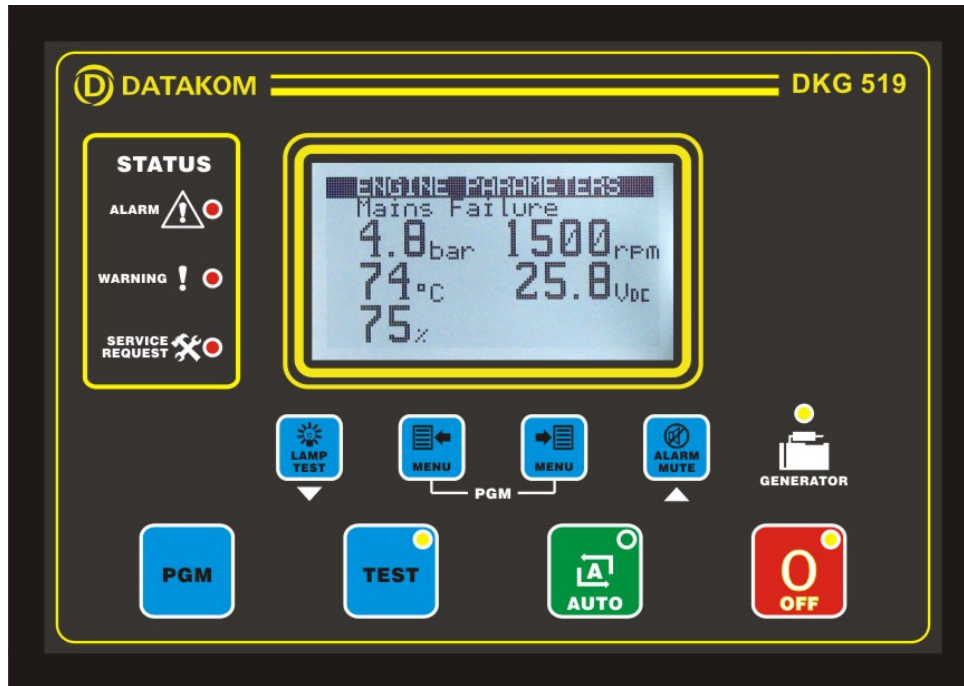 D DATAKOM
DKG 519
STATUS
ALARM
WARNING !
SERVICE
REQUEST
ENGINE PARAMETERS
Mains Failure
4.8bar 1500rpm
74°C 25.8VDC
75%
LAMP
TEST
MENU
MENU
ALARM
MUTE
PGM
GENERATOR
PGM
TEST
A
AUTO
0
OFF